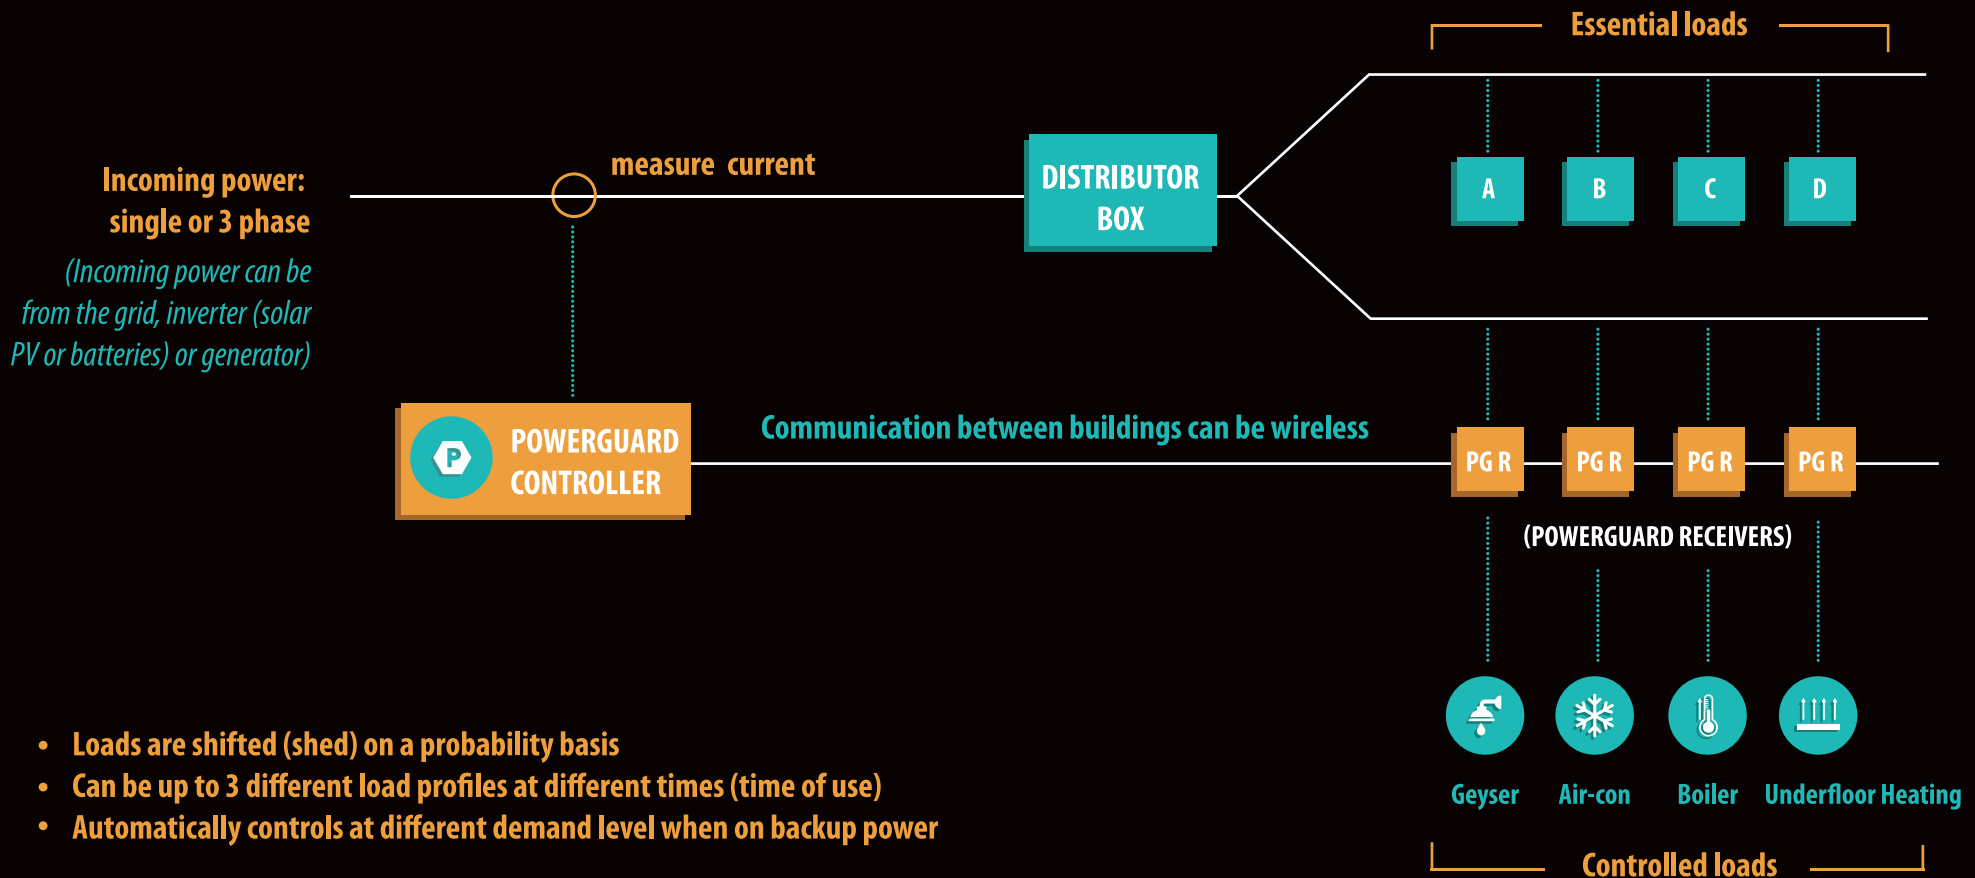 Essential loads
Incoming power:
single or 3 phase
(Incoming power can be
from the grid, inverter (solar
PV or batteries) or generator)
measure current
DISTRIBUTOR
BOX
A B C D
P
POWERGUARD
CONTROLLER
Communication between buildings can be wireless
PG R PG R PG R PG R
(POWERGUARD RECEIVERS)
Geyser Air-con Boiler Underfloor Heating
Controlled loads
• Loads are shifted (shed) on a probability basis
• Can be up to 3 different load profiles at different times (time of use)
• Automatically controls at different demand level when on backup power